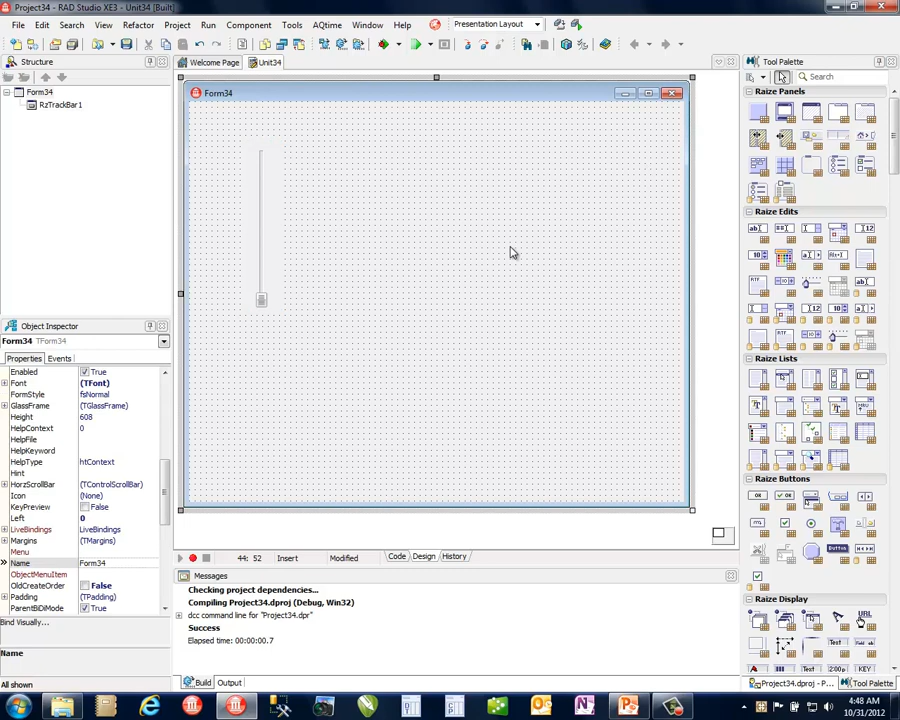 Project34 - RAD Studio XE3 - Unit34 [Built]
File Edit Search View Refactor Project Run Component Tools AQtime Window Help Presentation Layout
Structure
Form34
RzTrackBar1
Welcome Page Unit34
Form34
Object Inspector
Form34 TForm34
Properties Events
Enabled True
Font (TFont)
FormStyle fsNormal
GlassFrame (TGlassFrame)
Height 608
HelpContext 0
HelpFile
HelpKeyword
HelpType htContext
Hint
HorzScrollBar (TControlScrollBar)
Icon (None)
KeyPreview False
Left 0
LiveBindings LiveBindings
Margins (TMargins)
Menu
Name Form34
ObjectMenuItem
OldCreateOrder False
Padding (TPadding)
ParentBiDiMode True
Bind Visually...
Name
All shown
44: 52 Insert Modified Code Design History
Messages
Checking project dependencies...
Compiling Project34.dproj (Debug, Win32)
dcc command line for "Project34.dpr"
Success
Elapsed time: 00:00:00.7
Build Output
Tool Palette
Search
Raize Panels
Raize Edits
Raize Lists
Raize Buttons
Raize Display
Project34.dproj - P... Tool Palette
4:48 AM
10/31/2012